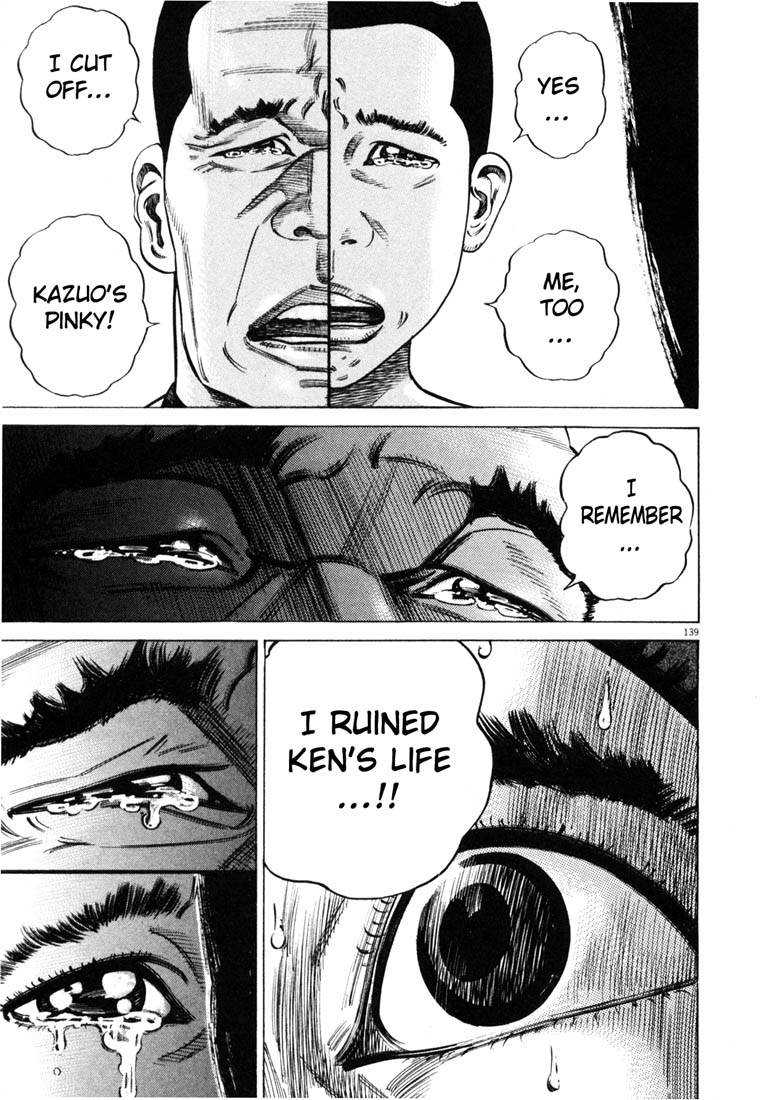 YES
...
ME,
TOO
...
I CUT
OFF...
KAZUO'S
PINKY!
I
REMEMBER
...
139
I RUINED
KEN'S LIFE
...!!